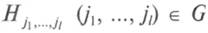 H_{j_1, ..., j_l} (j_1, ..., j_l) ∈ G